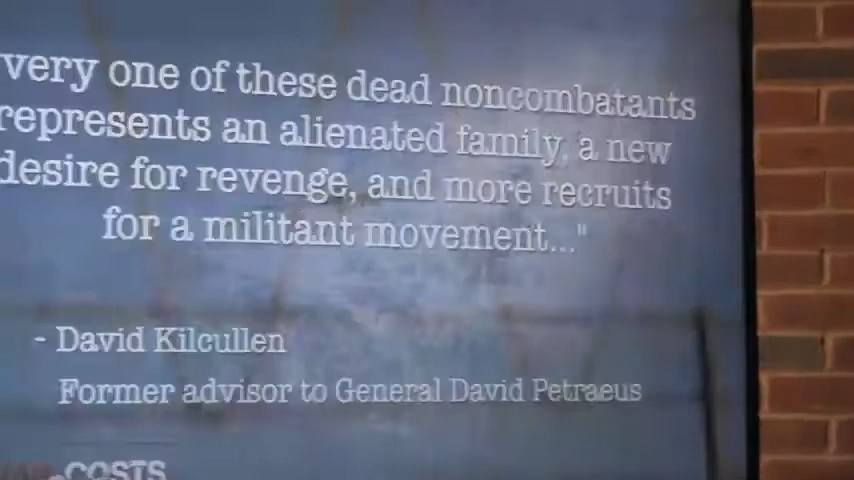 very one of these dead noncombatants
represents an alienated family, a new
desire for revenge, and more recruits
for a militant movement..."
- David Kilcullen
Former advisor to General David Petraeus
COSTS